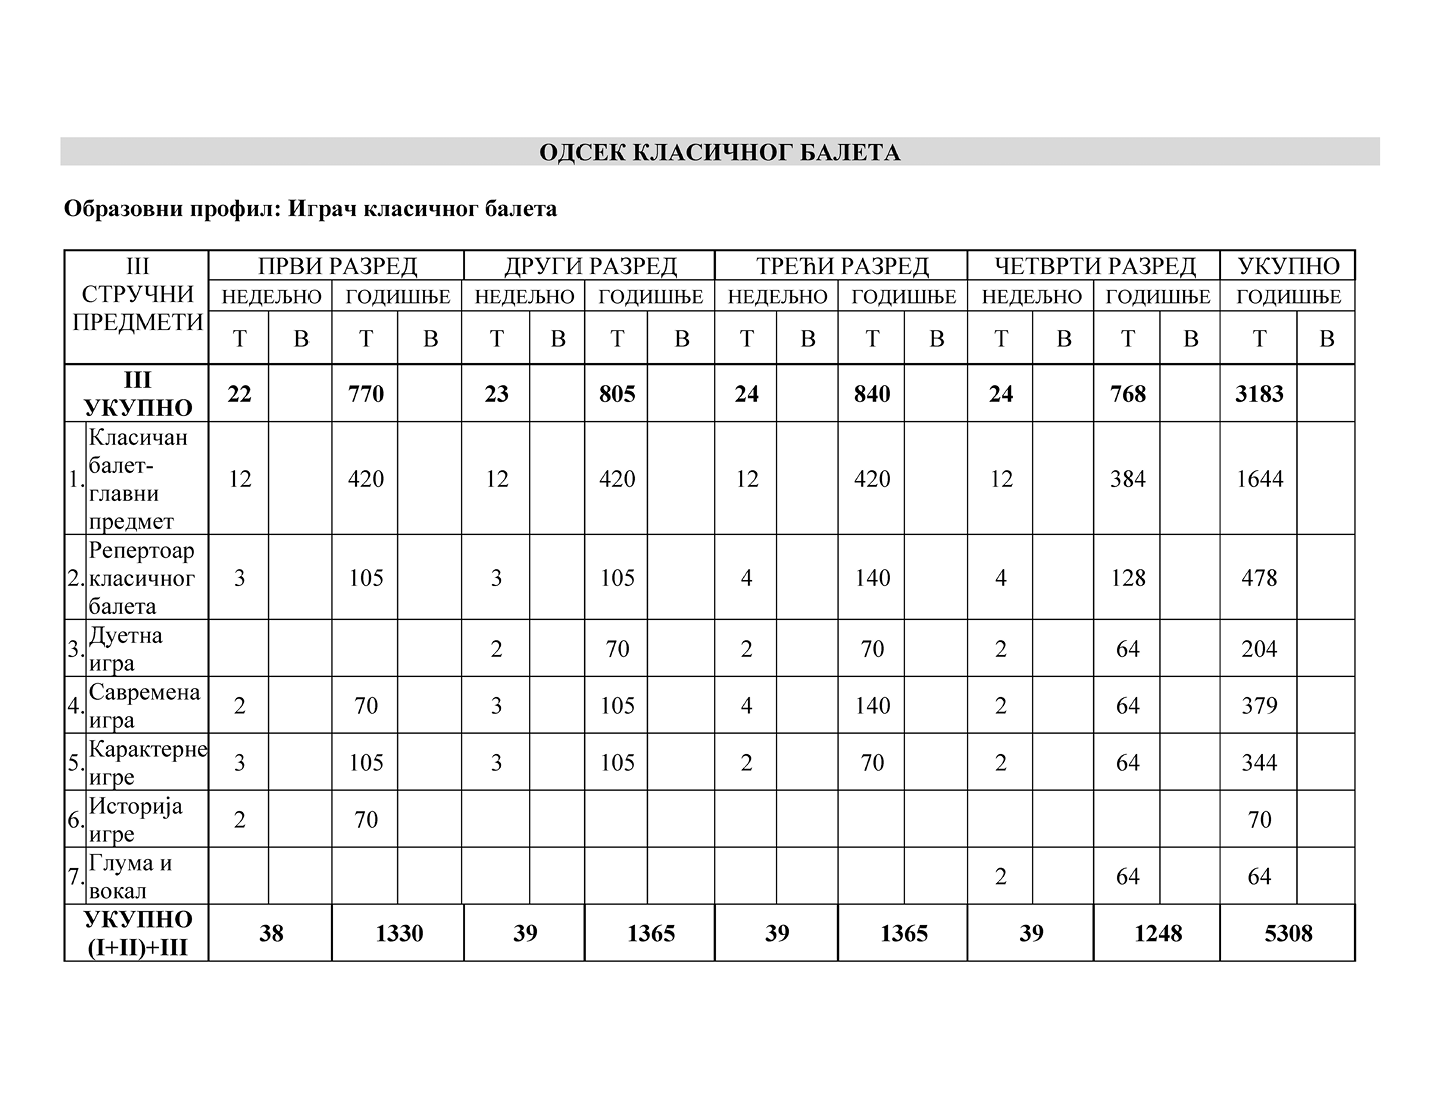 ОДСЕК КЛАСИЧНОГ БАЛЕТА
Образовни профил: Играч класичног балета
III СТРУЧНИ ПРЕДМЕТИ ПРВИ РАЗРЕД ДРУГИ РАЗРЕД ТРЕЋИ РАЗРЕД ЧЕТВРТИ РАЗРЕД УКУПНО
НЕДЕЉНО ГОДИШЊЕ НЕДЕЉНО ГОДИШЊЕ НЕДЕЉНО ГОДИШЊЕ НЕДЕЉНО ГОДИШЊЕ ГОДИШЊЕ
Т В Т В Т В Т В Т В Т В Т В Т В Т В
III УКУПНО 22 770 23 805 24 840 24 768 3183
1. Класичан балет- главни предмет 12 420 12 420 12 420 12 384 1644
2. Репертоар класичног балета 3 105 3 105 4 140 4 128 478
3. Дуетна игра 2 70 2 70 2 64 204
4. Савремена игра 2 70 3 105 4 140 2 64 379
5. Карактерне игре 3 105 3 105 2 70 2 64 344
6. Историја игре 2 70 70
7. Глума и вокал 2 64 64
УКУПНО (I+II)+III 38 1330 39 1365 39 1365 39 1248 5308